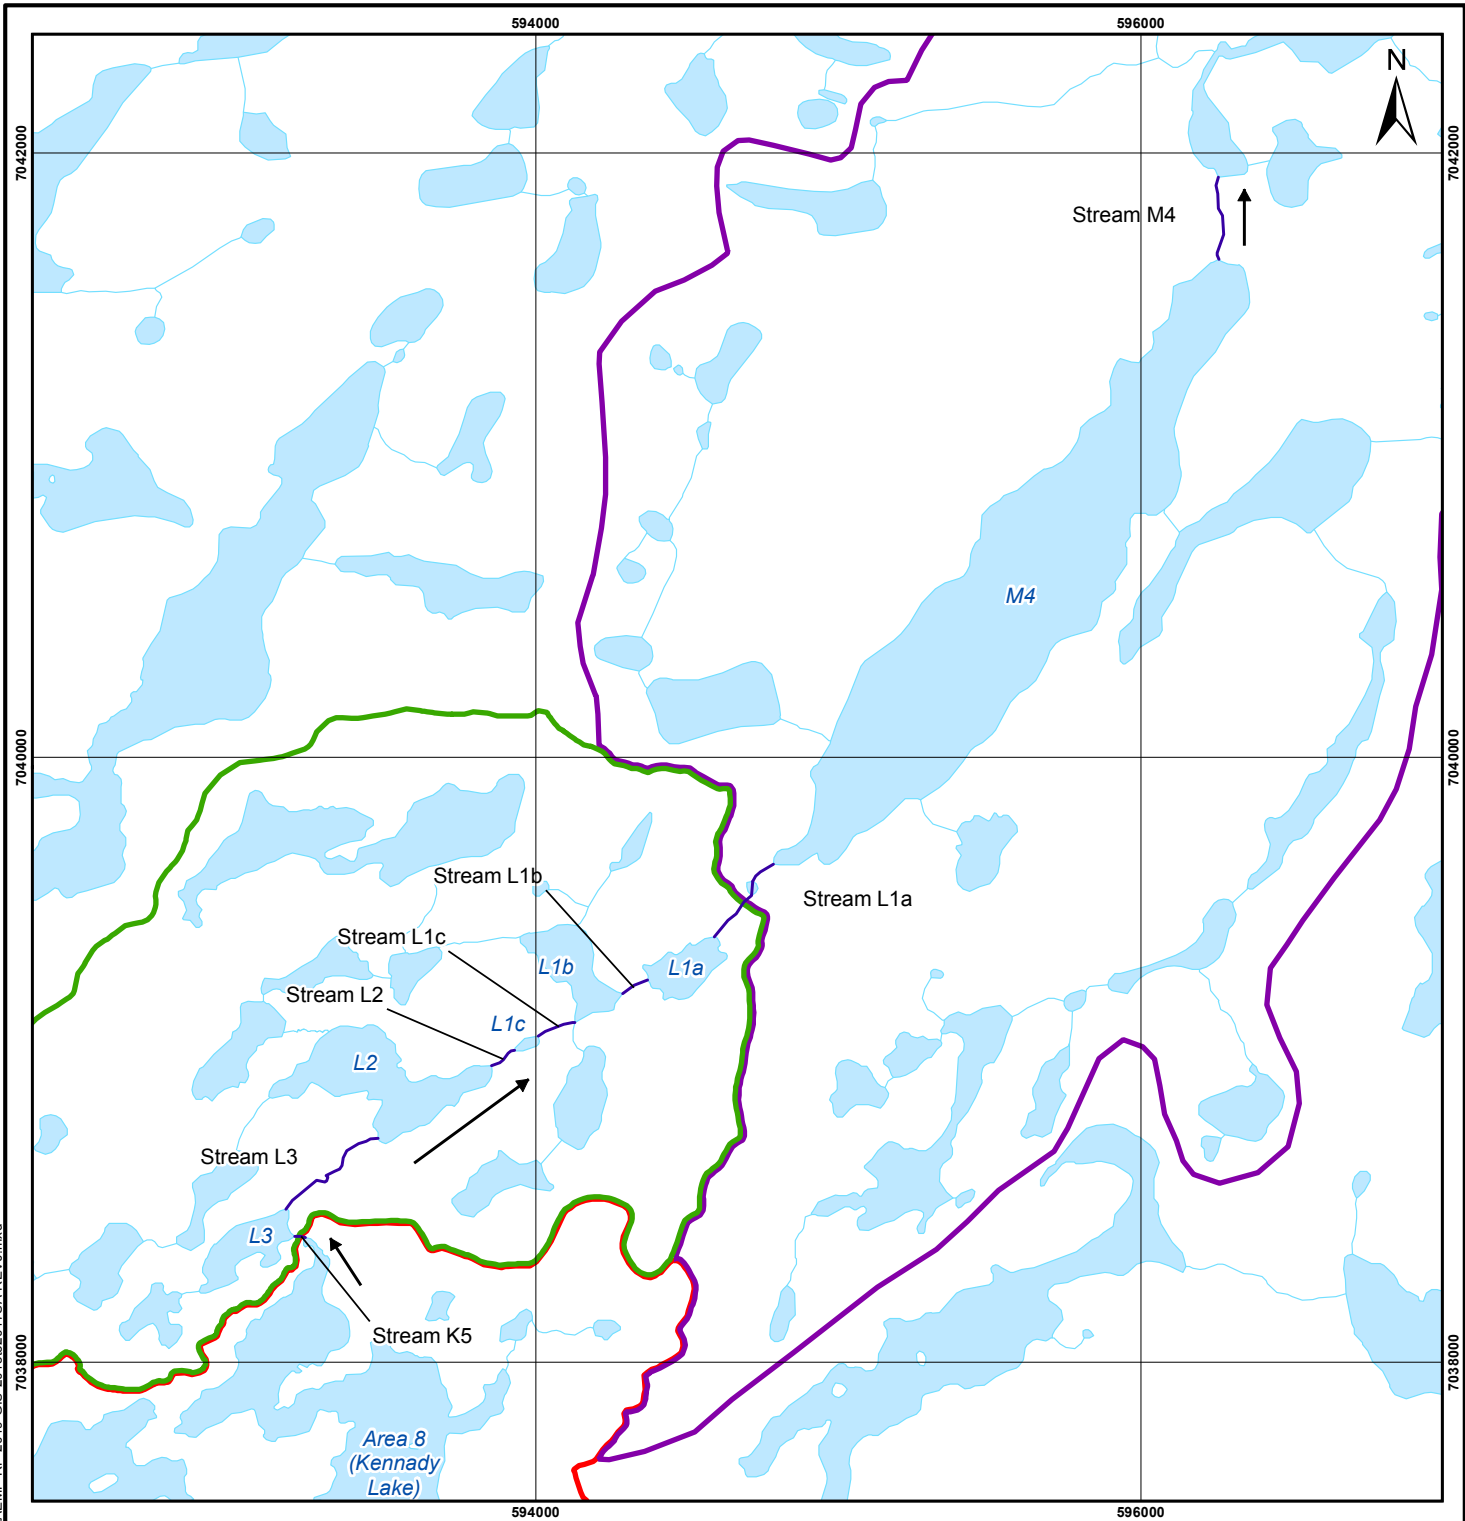 594000
596000
N
7042000
7042000
Stream M4
M4
7040000
7040000
Stream L1b
Stream L1a
Stream L1c
L1b
L1a
Stream L2
L1c
L2
Stream L3
L3
Stream K5
7038000
7038000
Area 8
(Kennady
Lake)
594000
596000